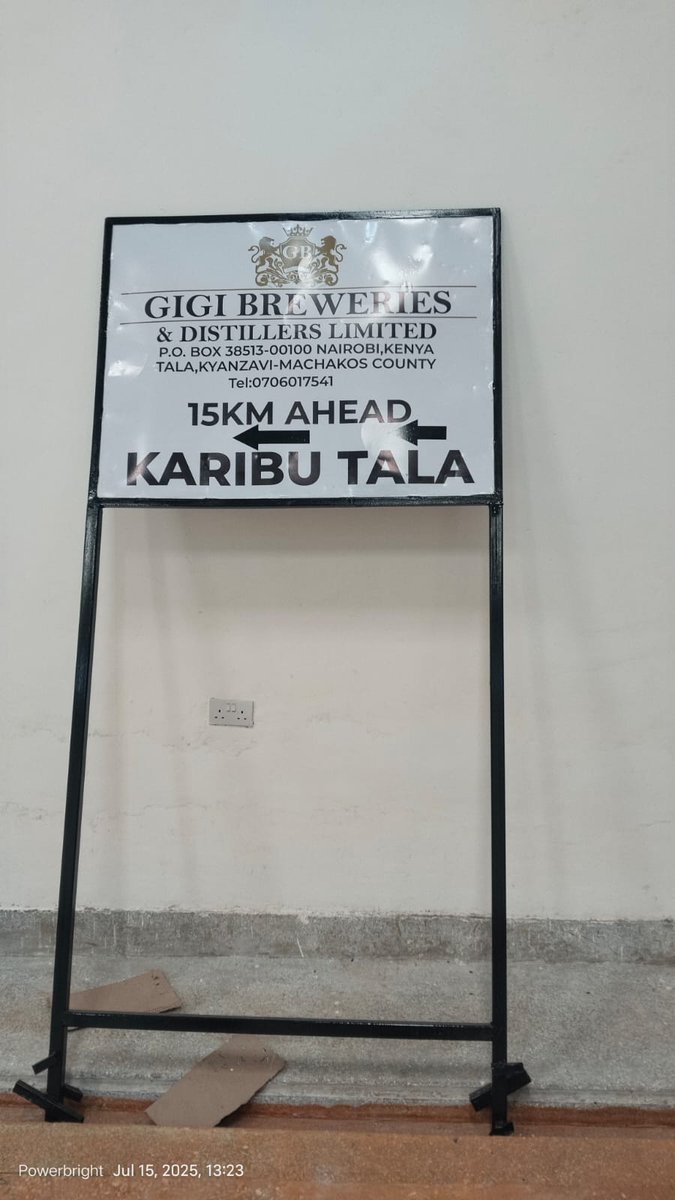 GB
GIGI BREWERIES
& DISTILLERS LIMITED
P.O. BOX 38513-00100 NAIROBI,KENYA
TALA,KYANZAVI-MACHAKOS COUNTY
Tel:0706017541
15KM AHEAD
KARIBU TALA
Powerbright Jul 15, 2025, 13:23